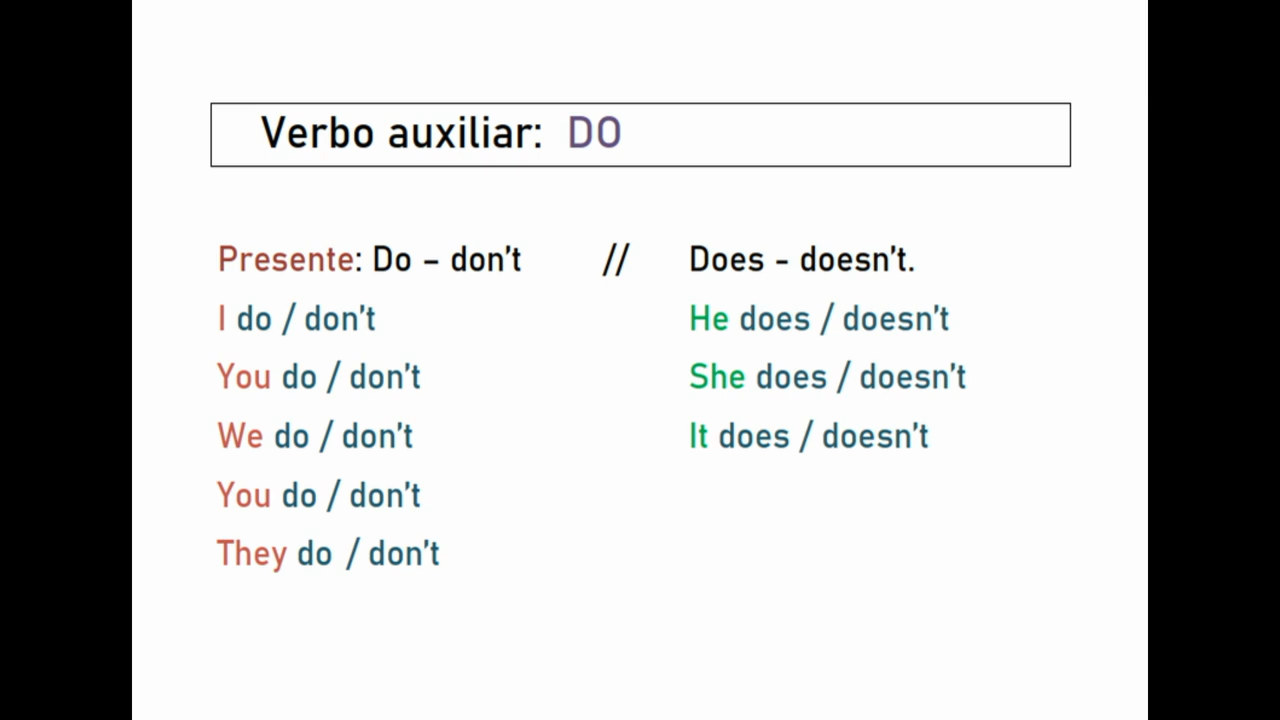 Verbo auxiliar: DO
Presente: Do – don't // Does - doesn't.
I do / don't He does / doesn't
You do / don't She does / doesn't
We do / don't It does / doesn't
You do / don't
They do / don't